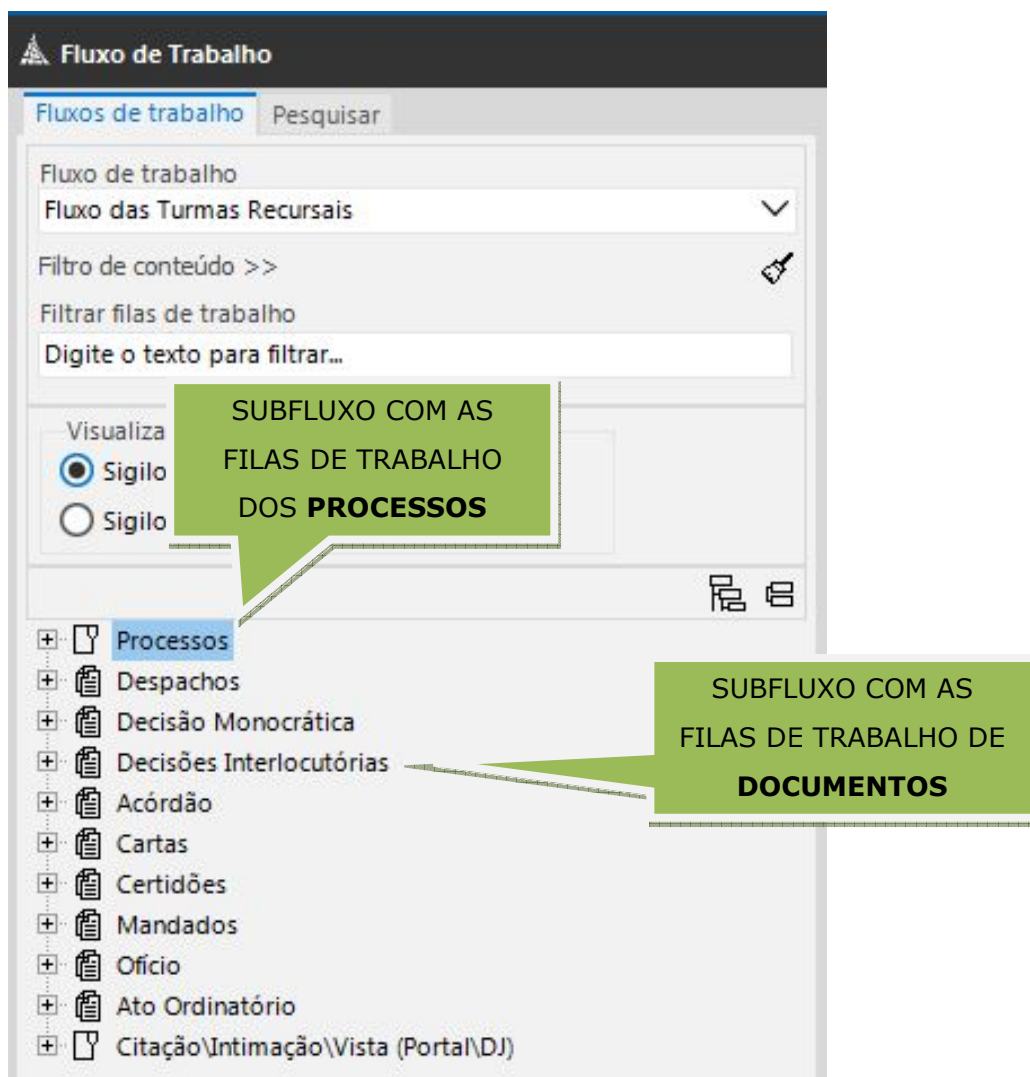 Fluxo de Trabalho
Fluxos de trabalho Pesquisar
Fluxo de trabalho
Fluxo das Turmas Recursais
Filtro de conteúdo >>
Filtrar filas de trabalho
Digite o texto para filtrar...
SUBFLUXO COM AS
FILAS DE TRABALHO
DOS PROCESSOS
Visualiza
Sigilo
Sigilo
Processos
Despachos
Decisão Monocrática
Decisões Interlocutórias
Acórdão
Cartas
Certidões
Mandados
Ofício
Ato Ordinatório
Citação\Intimação\Vista (Portal\DJ)
SUBFLUXO COM AS
FILAS DE TRABALHO DE
DOCUMENTOS